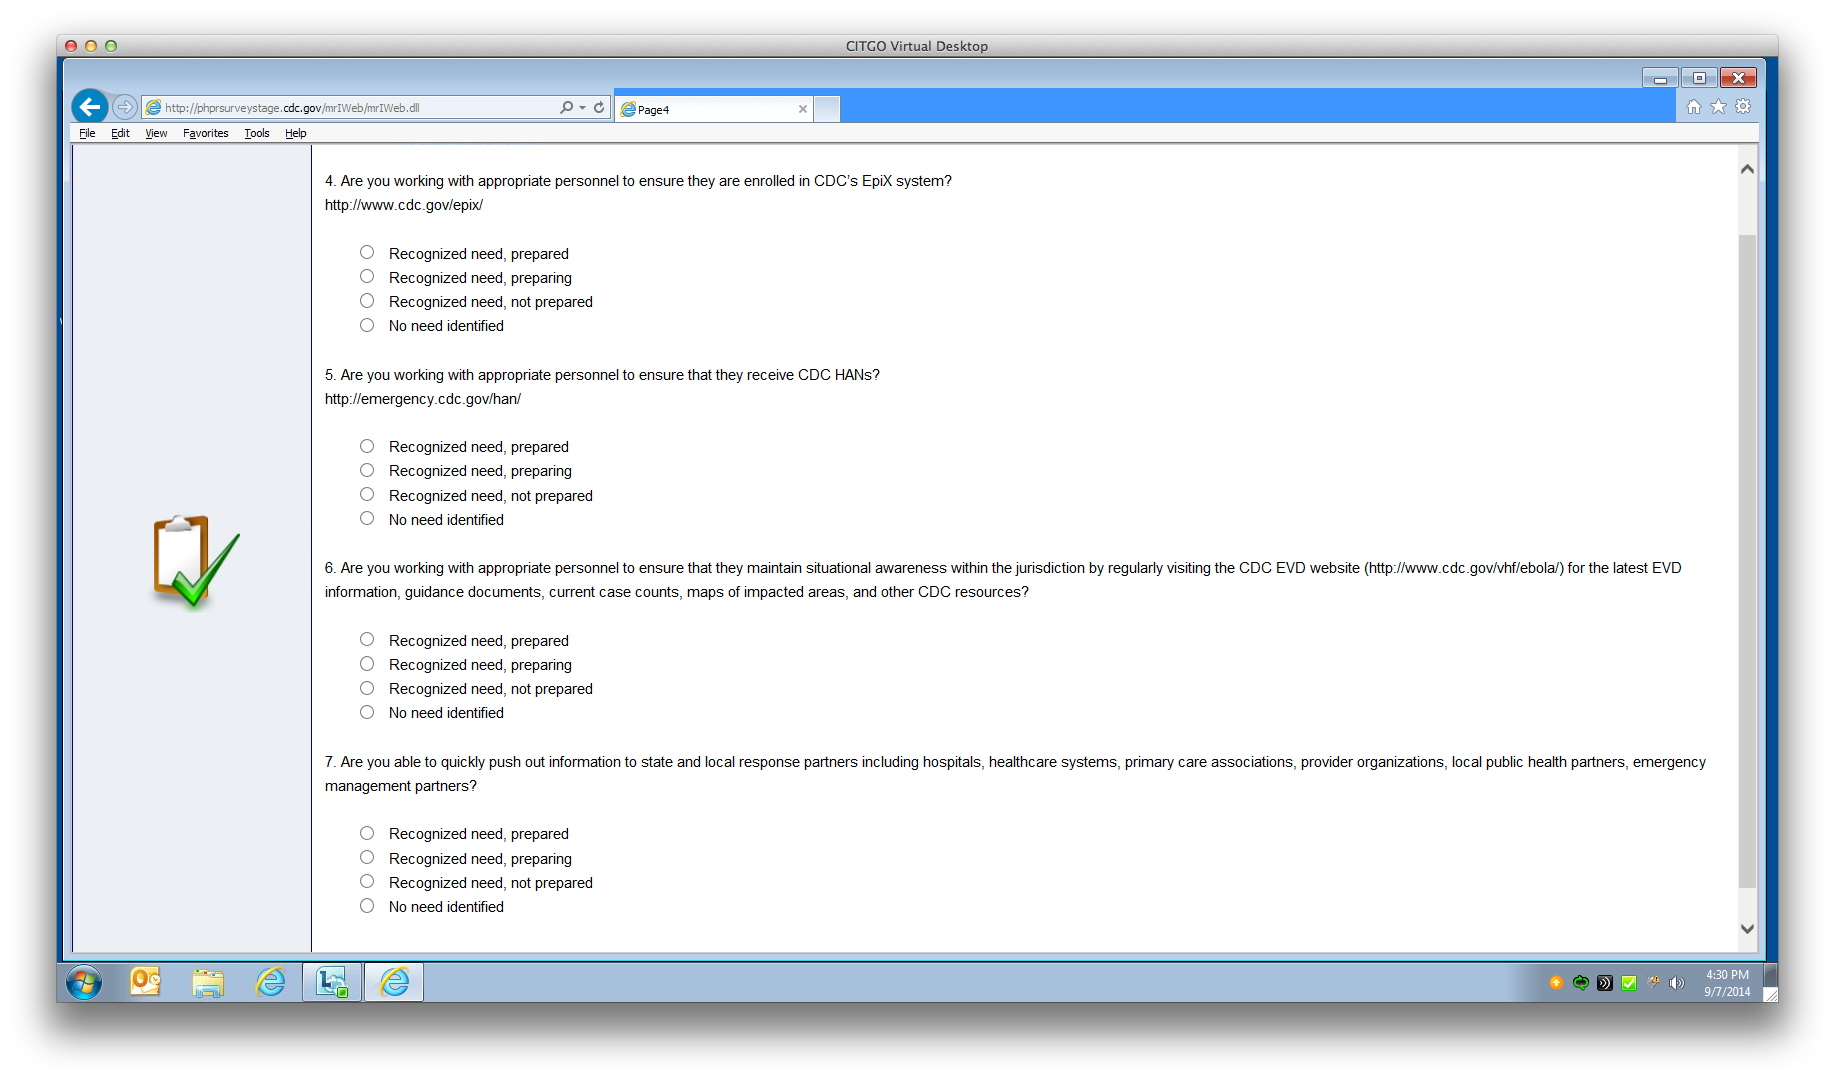 CITGO Virtual Desktop
http://phprsurveystage.cdc.gov/mrIWeb/mrIWeb.dll
Page4
File Edit View Favorites Tools Help
4. Are you working with appropriate personnel to ensure they are enrolled in CDC's EpiX system?
http://www.cdc.gov/epix/
Recognized need, prepared
Recognized need, preparing
Recognized need, not prepared
No need identified
5. Are you working with appropriate personnel to ensure that they receive CDC HANs?
http://emergency.cdc.gov/han/
Recognized need, prepared
Recognized need, preparing
Recognized need, not prepared
No need identified
6. Are you working with appropriate personnel to ensure that they maintain situational awareness within the jurisdiction by regularly visiting the CDC EVD website (http://www.cdc.gov/vhf/ebola/) for the latest EVD
information, guidance documents, current case counts, maps of impacted areas, and other CDC resources?
Recognized need, prepared
Recognized need, preparing
Recognized need, not prepared
No need identified
7. Are you able to quickly push out information to state and local response partners including hospitals, healthcare systems, primary care associations, provider organizations, local public health partners, emergency
management partners?
Recognized need, prepared
Recognized need, preparing
Recognized need, not prepared
No need identified
4:30 PM
9/7/2014